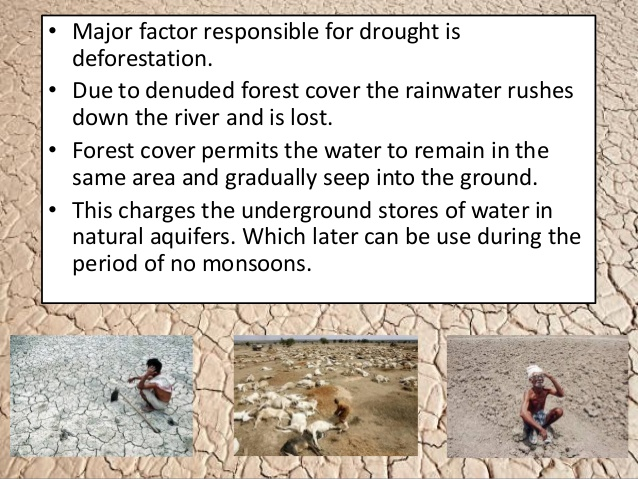 • Major factor responsible for drought is
deforestation.
• Due to denuded forest cover the rainwater rushes
down the river and is lost.
• Forest cover permits the water to remain in the
same area and gradually seep into the ground.
• This charges the underground stores of water in
natural aquifers. Which later can be use during the
period of no monsoons.